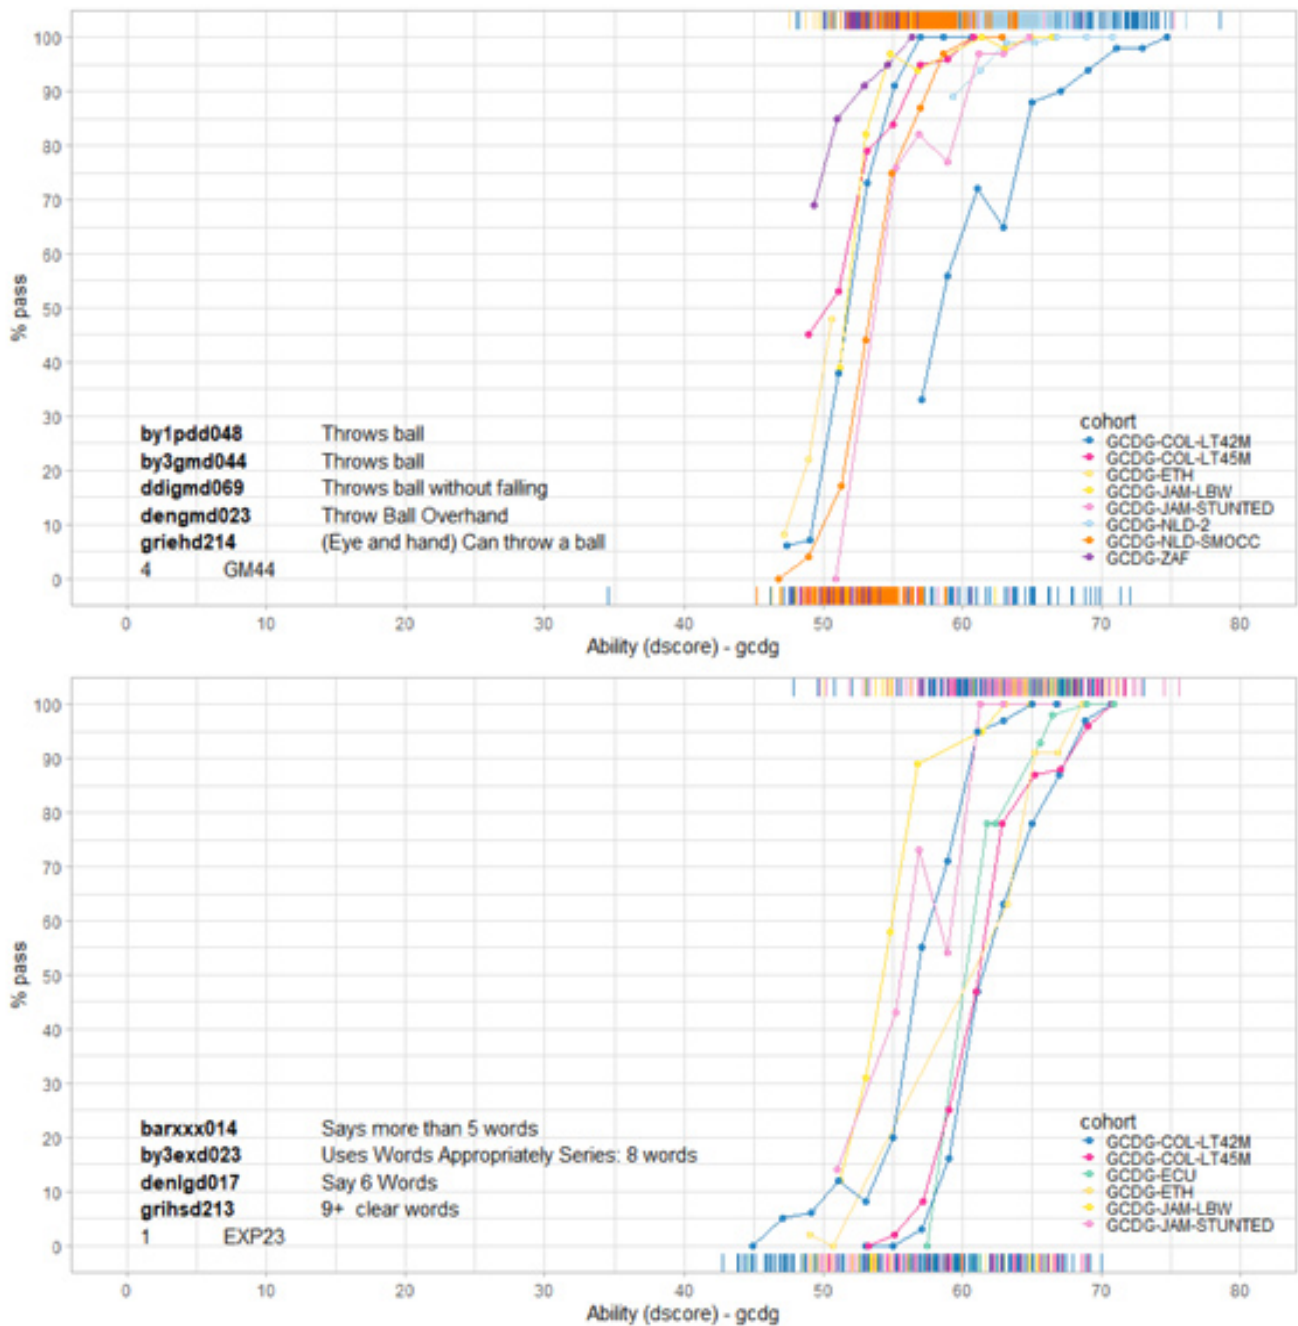 100
90
80
70
60
50
40
30
20
10
0
% pass
by1pdd048 Throws ball
by3gmd044 Throws ball
ddigmd069 Throws ball without falling
dengmd023 Throw Ball Overhand
griehd214 (Eye and hand) Can throw a ball
4 GM44
cohort
GCDG-COL-LT42M
GCDG-COL-LT45M
GCDG-ETH
GCDG-JAM-LBW
GCDG-JAM-STUNTED
GCDG-NLD-2
GCDG-NLD-SMOCC
GCDG-ZAF
0 10 20 30 40 50 60 70 80
Ability (dscore) - gcdg
100
90
80
70
60
50
40
30
20
10
0
% pass
barxxx014 Says more than 5 words
by3exd023 Uses Words Appropriately Series: 8 words
denlgd017 Say 6 Words
grihsd213 9+ clear words
1 EXP23
cohort
GCDG-COL-LT42M
GCDG-COL-LT45M
GCDG-ECU
GCDG-ETH
GCDG-JAM-LBW
GCDG-JAM-STUNTED
0 10 20 30 40 50 60 70 80
Ability (dscore) - gcdg